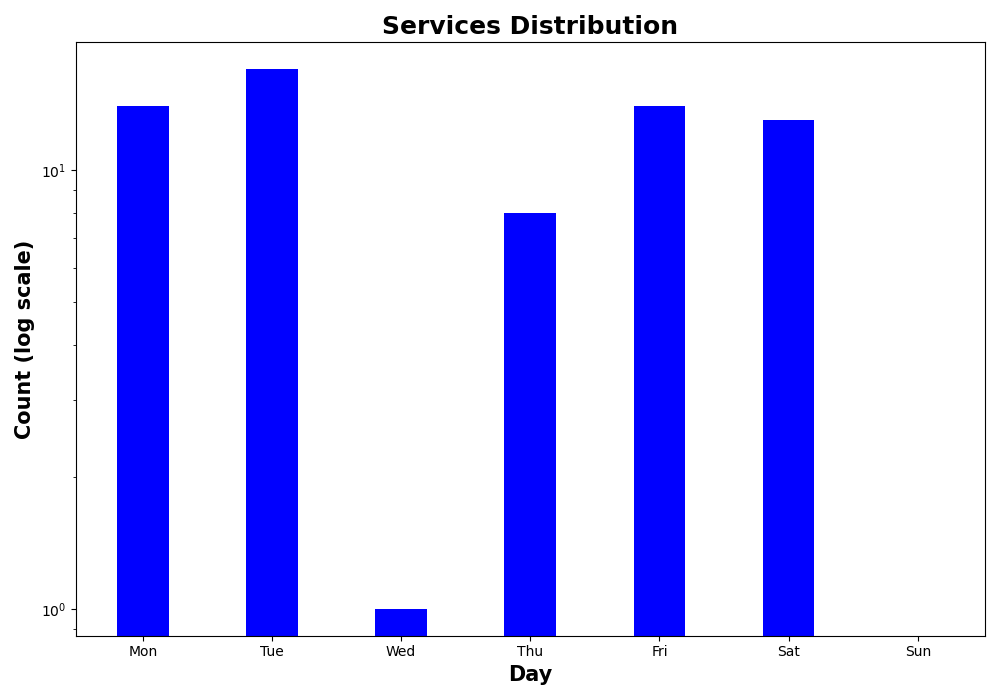 Services Distribution
Count (log scale)
10¹
10⁰
Mon Tue Wed Thu Fri Sat Sun
Day